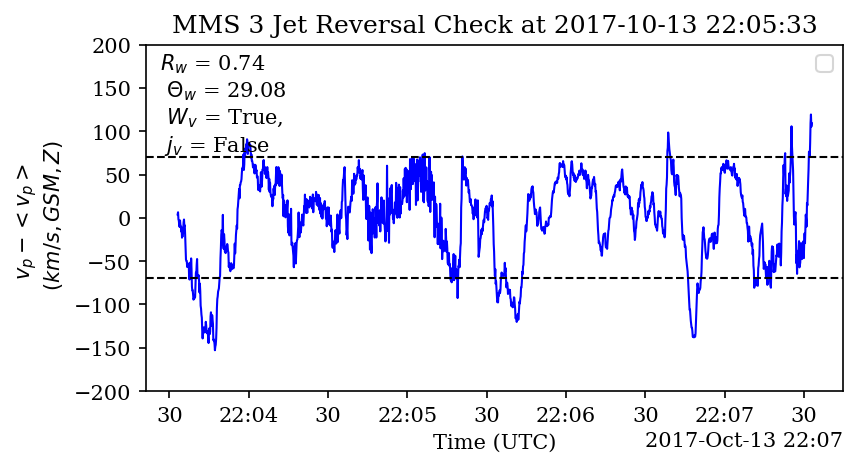 MMS 3 Jet Reversal Check at 2017-10-13 22:05:33
200
150
100
50
0
−50
−100
−150
−200
v_p − < v_p >
(km/s, GSM, Z)
R_w = 0.74
Θ_w = 29.08
W_v = True,
j_v = False
30 22:04 30 22:05 30 22:06 30 22:07 30
Time (UTC)
2017-Oct-13 22:07